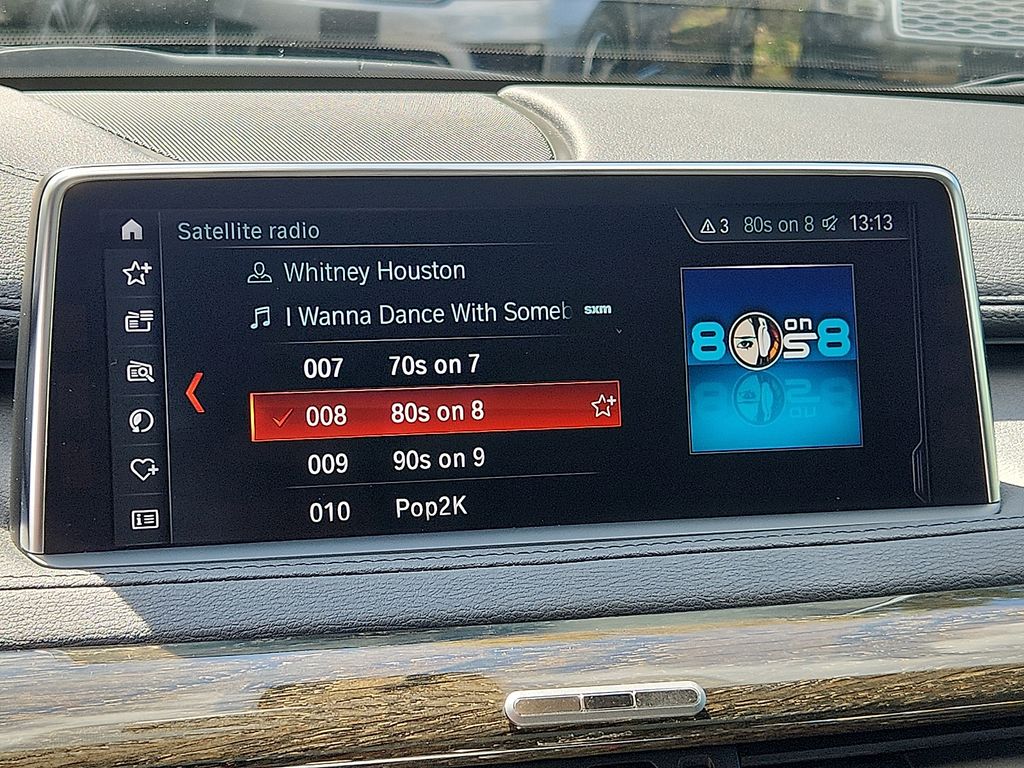 Satellite radio
3 80s on 8 13:13
Whitney Houston
I Wanna Dance With Someb
sxm
007 70s on 7
008 80s on 8
009 90s on 9
010 Pop2K
80s on 8